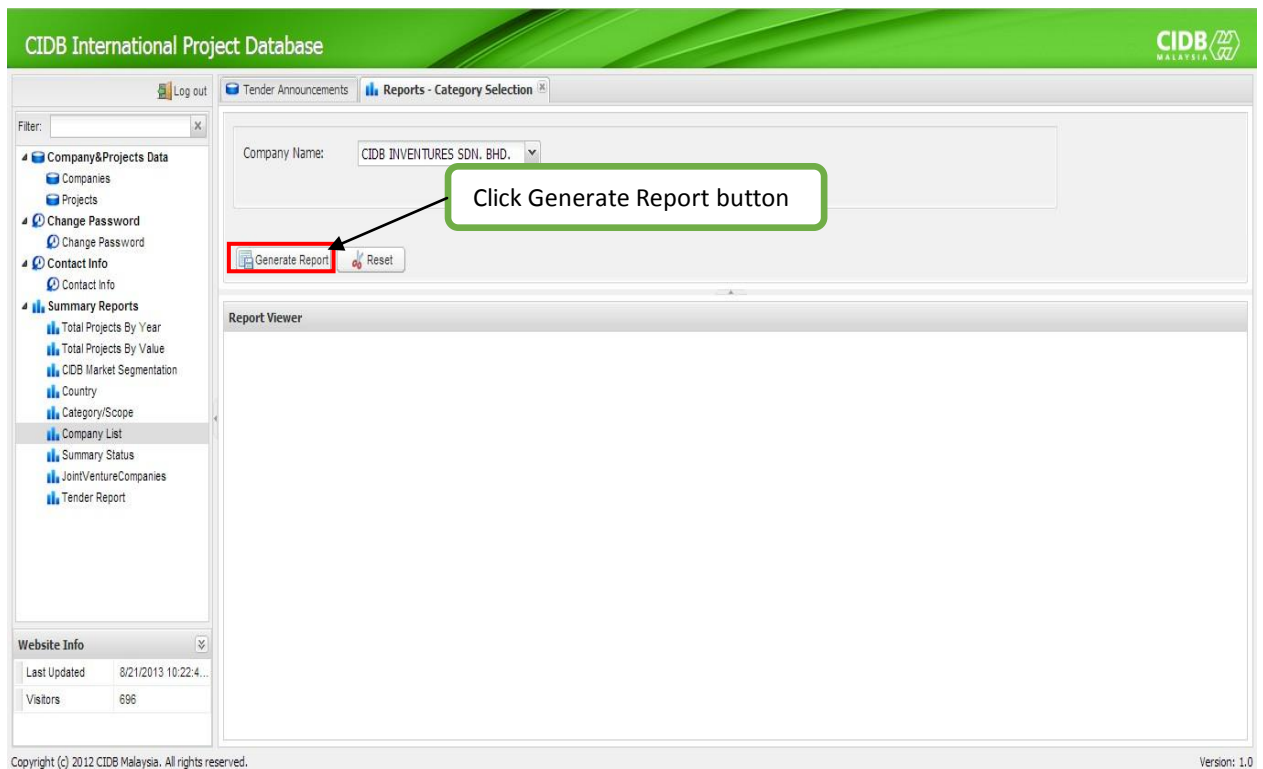 CIDB International Project Database
CIDB
MALAYSIA
Log out
Tender Announcements
Reports - Category Selection
Filter:
Company&Projects Data
Companies
Projects
Change Password
Change Password
Contact Info
Contact Info
Summary Reports
Total Projects By Year
Total Projects By Value
CIDB Market Segmentation
Country
Category/Scope
Company List
Summary Status
JointVentureCompanies
Tender Report
Company Name: CIDB INVENTURES SDN. BHD.
Click Generate Report button
Generate Report
Reset
Report Viewer
Website Info
Last Updated 8/21/2013 10:22:4...
Visitors 696
Copyright (c) 2012 CIDB Malaysia. All rights reserved.
Version: 1.0